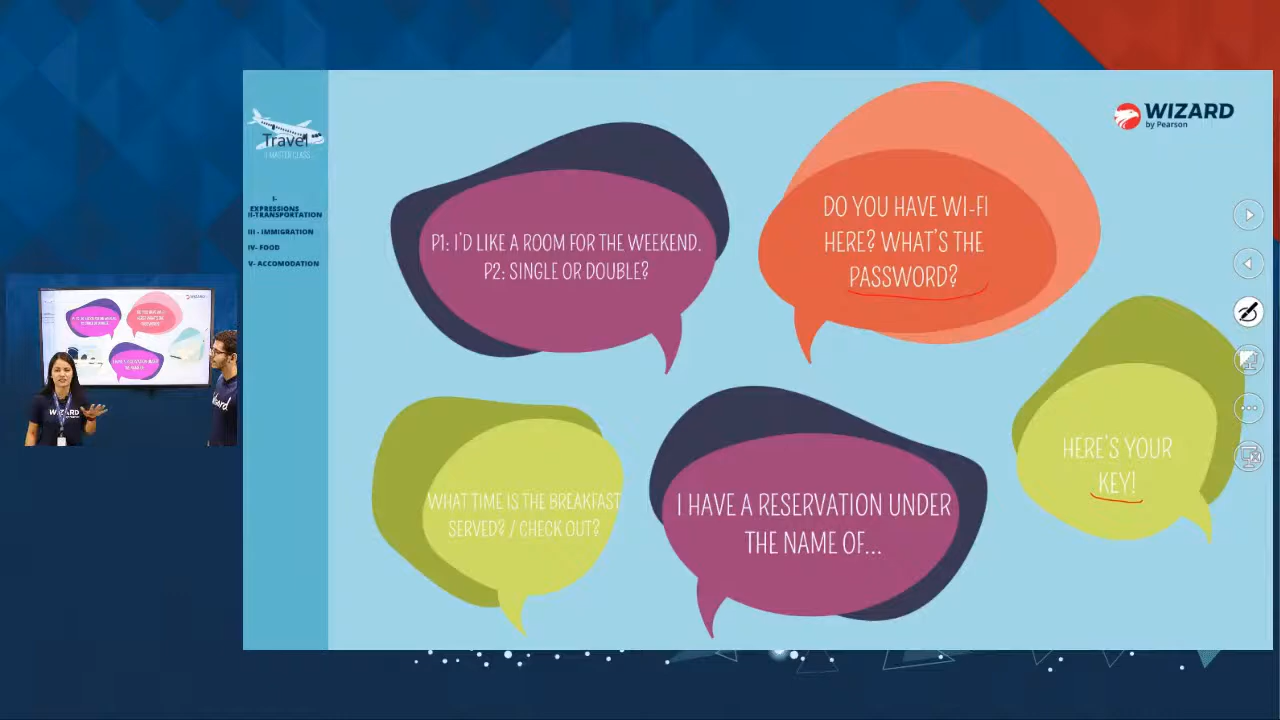 Travel
MASTER CLASS
I-
EXPRESSIONS
II-TRANSPORTATION
III - IMMIGRATION
IV- FOOD
V- ACCOMODATION
WIZARD
by Pearson
P1: I'D LIKE A ROOM FOR THE WEEKEND.
P2: SINGLE OR DOUBLE?
DO YOU HAVE WI-FI
HERE? WHAT'S THE
PASSWORD?
WHAT TIME IS THE BREAKFAST
SERVED? / CHECK OUT?
I HAVE A RESERVATION UNDER
THE NAME OF...
HERE'S YOUR
KEY!
WIZARD